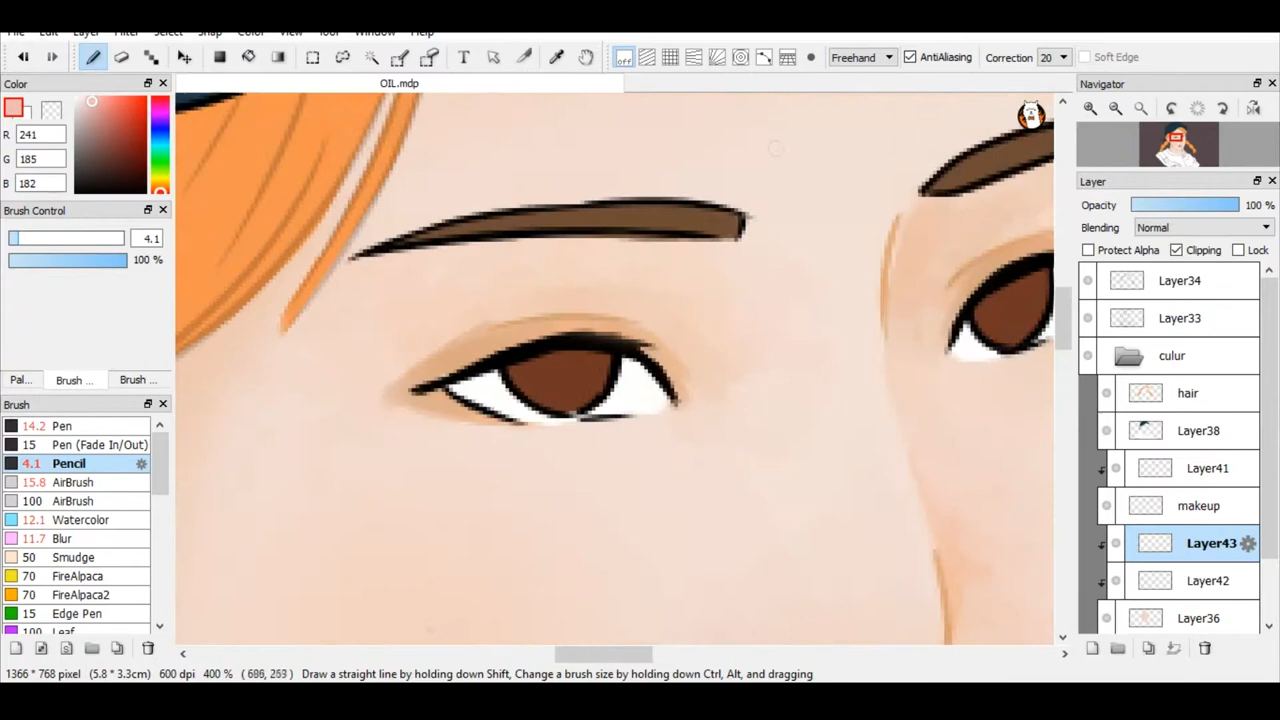 File Edit Layer Filter Select Snap Color View Tool Window Help
T off Freehand AntiAliasing Correction 20 Soft Edge
Color
OIL.mdp
Navigator
R 241
G 185
B 182
Layer
Opacity 100 %
Brush Control
Blending Normal
4.1
Protect Alpha Clipping Lock
100 %
Layer34
Layer33
culur
Pal... Brush ... Brush ...
hair
Brush
14.2 Pen
Layer38
15 Pen (Fade In/Out)
4.1 Pencil
Layer41
15.8 AirBrush
100 AirBrush
makeup
12.1 Watercolor
11.7 Blur
Layer43
50 Smudge
70 FireAlpaca
Layer42
70 FireAlpaca2
15 Edge Pen
Layer36
100 Leaf
1366 * 768 pixel (5.8 * 3.3cm) 600 dpi 400 % Draw a straight line by holding down Shift, Change a brush size by holding down Ctrl, Alt, and dragging